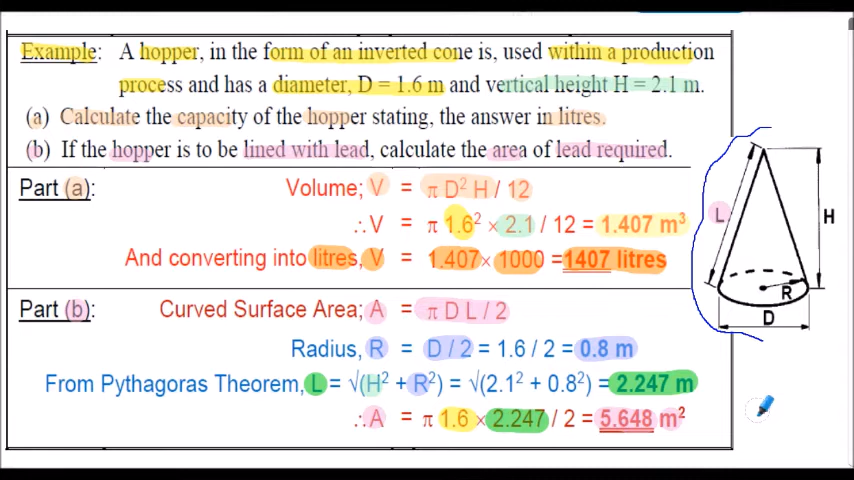 Example: A hopper, in the form of an inverted cone is, used within a production
process and has a diameter, D = 1.6 m and vertical height H = 2.1 m.
(a) Calculate the capacity of the hopper stating, the answer in litres.
(b) If the hopper is to be lined with lead, calculate the area of lead required.
Part (a): Volume; V = π D² H / 12
∴V = π 1.6² × 2.1 / 12 = 1.407 m³
And converting into litres, V = 1.407 × 1000 = 1407 litres
Part (b): Curved Surface Area; A = π D L / 2
Radius, R = D / 2 = 1.6 / 2 = 0.8 m
From Pythagoras Theorem, L = √(H² + R²) = √(2.1² + 0.8²) = 2.247 m
∴A = π 1.6 × 2.247 / 2 = 5.648 m²
L
H
R
D